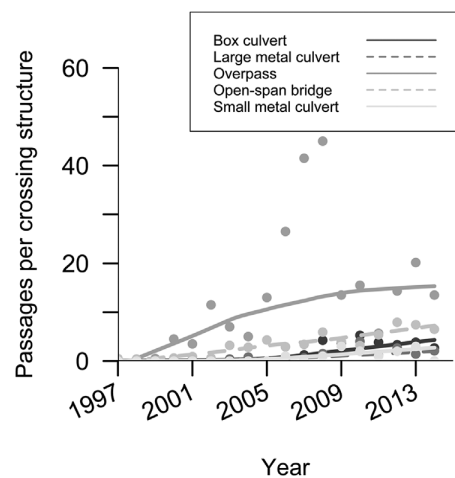 Box culvert
Large metal culvert
Overpass
Open-span bridge
Small metal culvert
Passages per crossing structure
60
40
20
0
1997
2001
2005
2009
2013
Year